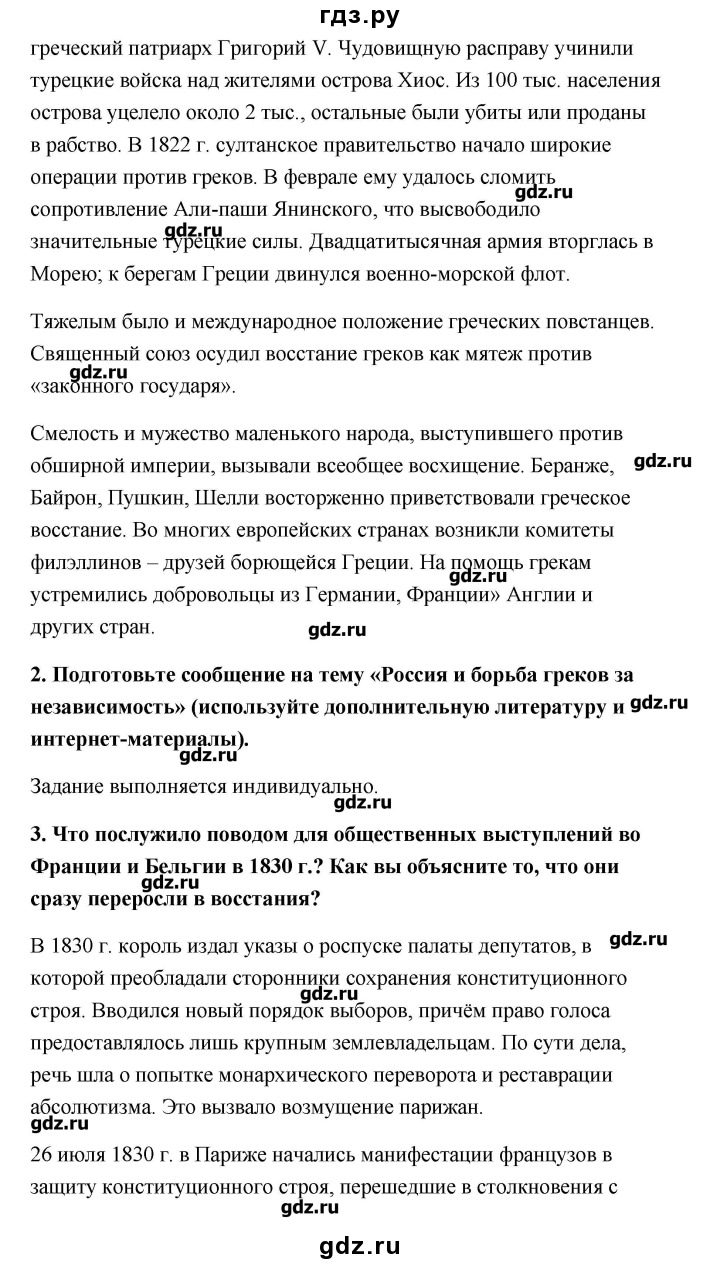 гдз.ру
греческий патриарх Григорий V. Чудовищную расправу учинили
турецкие войска над жителями острова Хиос. Из 100 тыс. населения
острова уцелело около 2 тыс., остальные были убиты или проданы
в рабство. В 1822 г. султанское правительство начало широкие
операции против греков. В феврале ему удалось сломить
gdz.ru
сопротивление Али-паши Янинского, что высвободило
gdz.ru
значительные турецкие силы. Двадцатитысячная армия вторглась в
Морею; к берегам Греции двинулся военно-морской флот.
Тяжелым было и международное положение греческих повстанцев.
Священный союз осудил восстание греков как мятеж против
gdz.ru
«законного государя».
Смелость и мужество маленького народа, выступившего против
обширной империи, вызывали всеобщее восхищение. Беранже,
gdz.ru
Байрон, Пушкин, Шелли восторженно приветствовали греческое
восстание. Во многих европейских странах возникли комитеты
филэллинов – друзей борющейся Греции. На помощь грекам
gdz.ru
устремились добровольцы из Германии, Франции» Англии и
других стран.
gdz.ru
2. Подготовьте сообщение на тему «Россия и борьба греков за
независимость» (используйте дополнительную литературу и
gdz.ru
интернет-материалы).
gdz.ru
Задание выполняется индивидуально.
gdz.ru
3. Что послужило поводом для общественных выступлений во
Франции и Бельгии в 1830 г.? Как вы объясните то, что они
gdz.ru
сразу переросли в восстания?
В 1830 г. король издал указы о роспуске палаты депутатов, в
gdz.ru
которой преобладали сторонники сохранения конституционного
gdz.ru
строя. Вводился новый порядок выборов, причём право голоса
предоставлялось лишь крупным землевладельцам. По сути дела,
речь шла о попытке монархического переворота и реставрации
абсолютизма. Это вызвало возмущение парижан.
gdz.ru
26 июля 1830 г. в Париже начались манифестации французов в
защиту конституционного строя, перешедшие в столкновения с
gdz.ru
gdz.ru